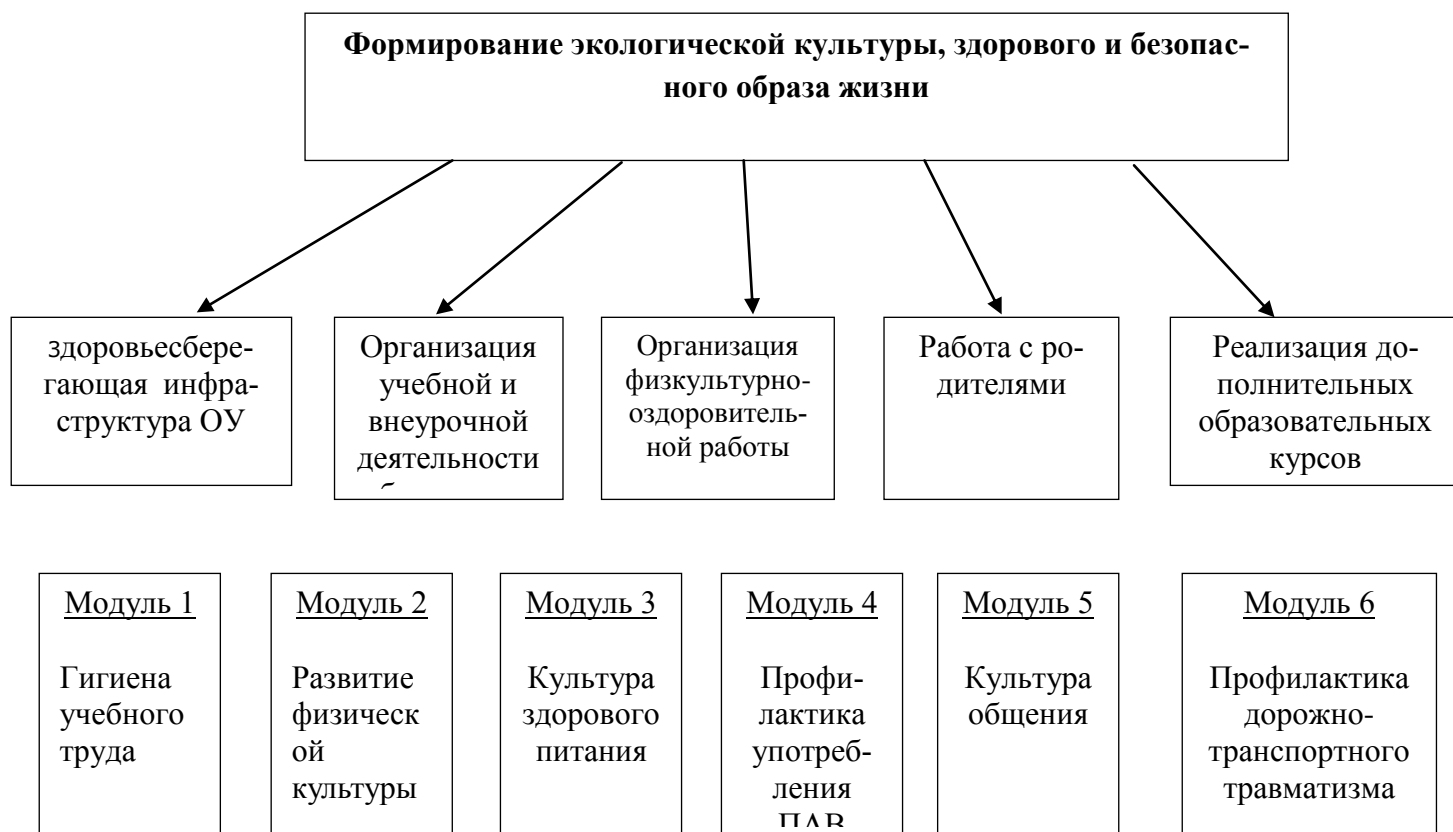 Формирование экологической культуры, здорового и безопас-
ного образа жизни
здоровьесбере-
гающая инфра-
структура ОУ
Организация
учебной и
внеурочной
деятельности
Организация
физкультурно-
оздоровитель-
ной работы
Работа с ро-
дителями
Реализация до-
полнительных
образовательных
курсов
Модуль 1
Гигиена
учебного
труда
Модуль 2
Развитие
физическ
ой
культуры
Модуль 3
Культура
здорового
питания
Модуль 4
Профи-
лактика
употреб-
ления
ПАВ
Модуль 5
Культура
общения
Модуль 6
Профилактика
дорожно-
транспортного
травматизма